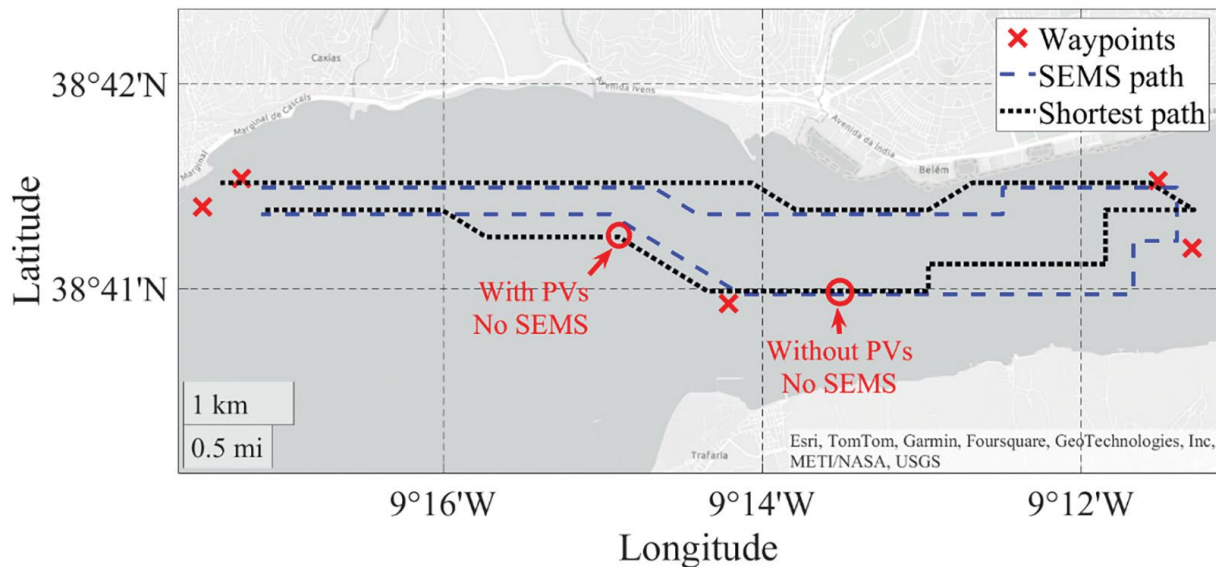 Waypoints
SEMS path
Shortest path
Caxias
Avenida Ivens
Marginal de Cascais
Marginal
Avenida da Índia
Belém
38°42'N
38°41'N
Latitude
With PVs
No SEMS
Without PVs
No SEMS
1 km
0.5 mi
Trafaria
Esri, TomTom, Garmin, Foursquare, GeoTechnologies, Inc,
METI/NASA, USGS
9°16'W
9°14'W
9°12'W
Longitude